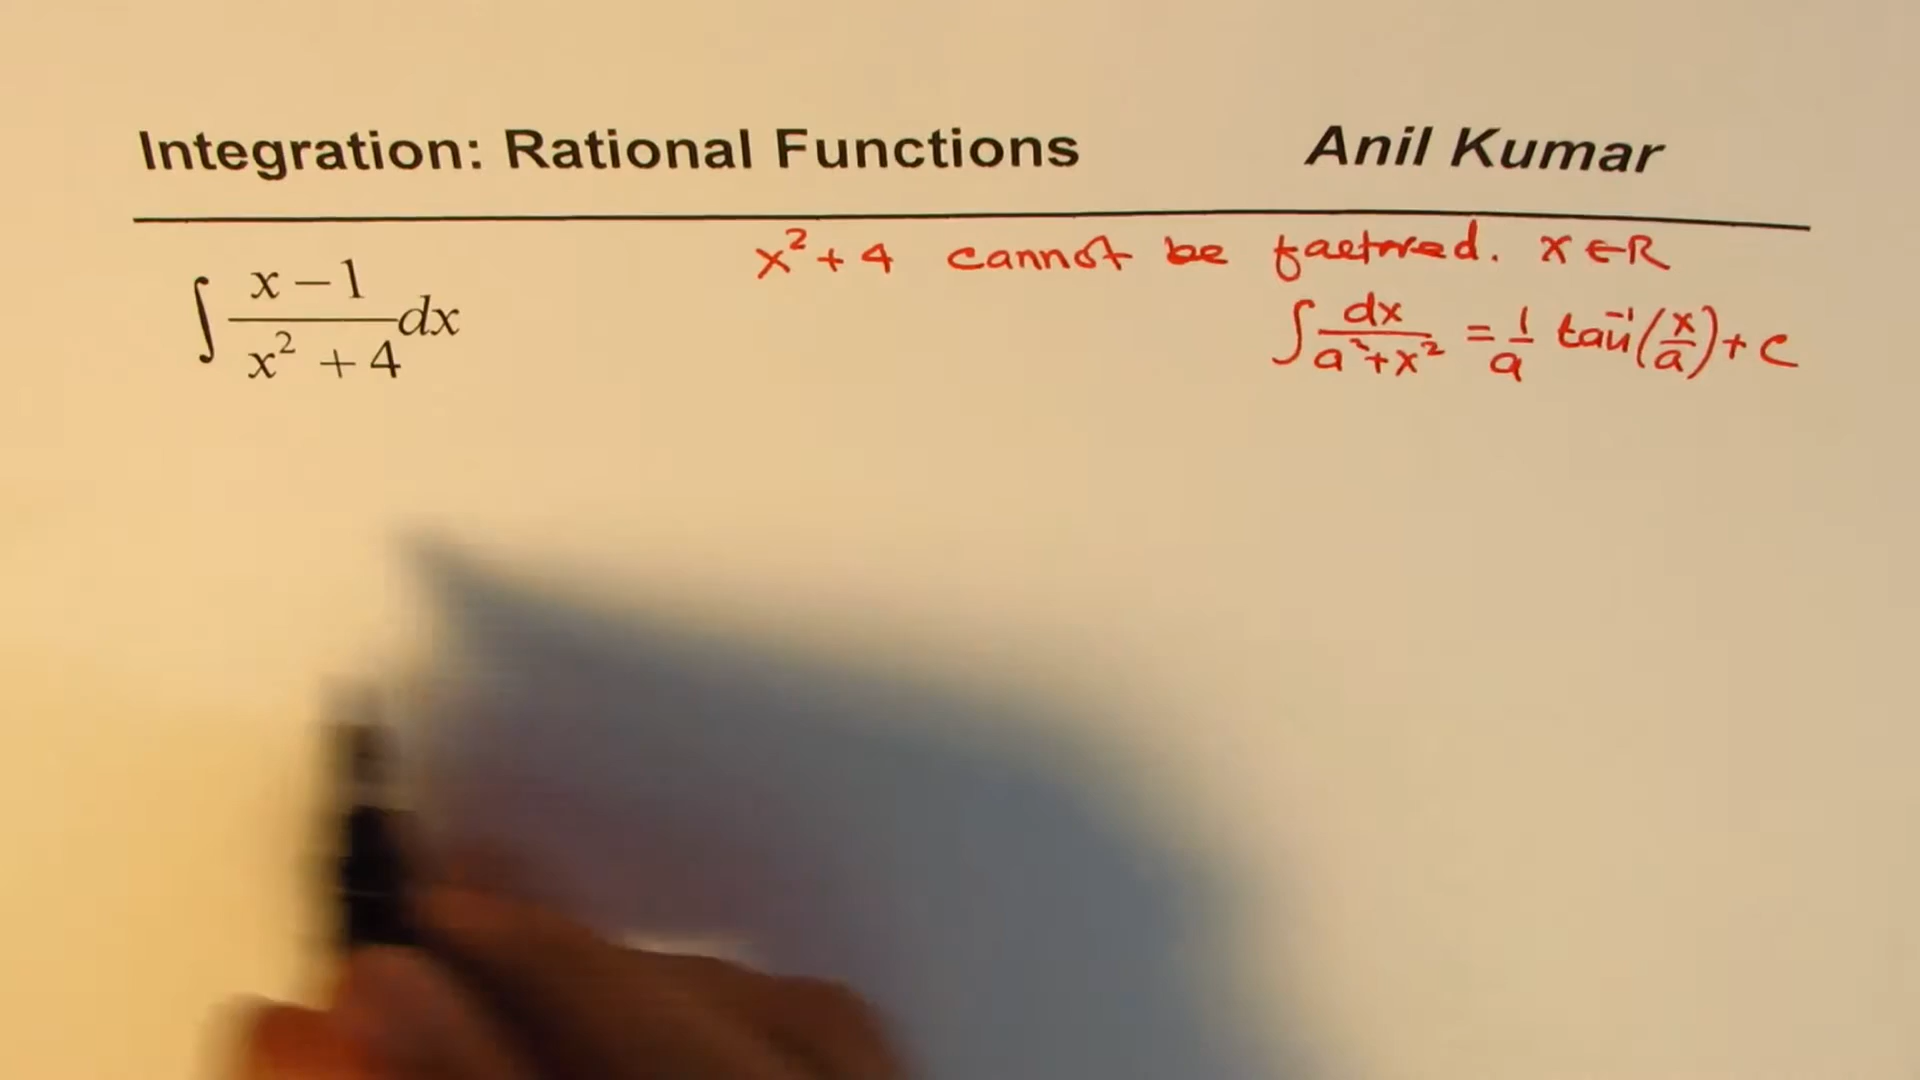 Integration: Rational Functions Anil Kumar
x² + 4 cannot be factored. x ∈ R
∫ (x – 1)/(x² + 4) dx
∫ dx/(a² + x²) = 1/a tan⁻¹(x/a) + c